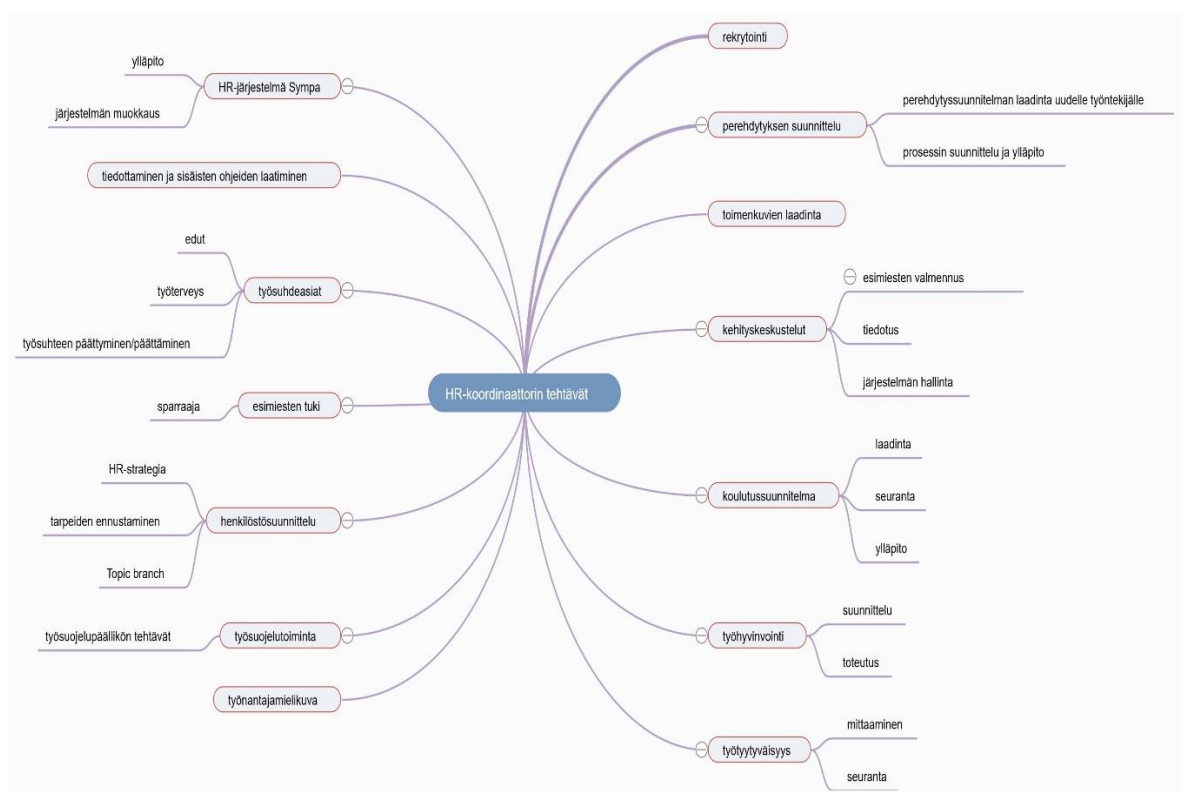 HR-koordinaattorin tehtävät
rekrytointi
perehdytyksen suunnittelu
perehdytyssuunnitelman laadinta uudelle työntekijälle
prosessin suunnittelu ja ylläpito
toimenkuvien laadinta
kehityskeskustelut
esimiesten valmennus
tiedotus
järjestelmän hallinta
koulutussuunnitelma
laadinta
seuranta
ylläpito
työhyvinvointi
suunnittelu
toteutus
työtyytyväisyys
mittaaminen
seuranta
HR-järjestelmä Sympa
ylläpito
järjestelmän muokkaus
tiedottaminen ja sisäisten ohjeiden laatiminen
työsuhdeasiat
edut
työterveys
työsuhteen päättyminen/päättäminen
esimiesten tuki
sparraaja
henkilöstösuunnittelu
HR-strategia
tarpeiden ennustaminen
Topic branch
työsuojelutoiminta
työsuojelupäällikön tehtävät
työnantajamielikuva